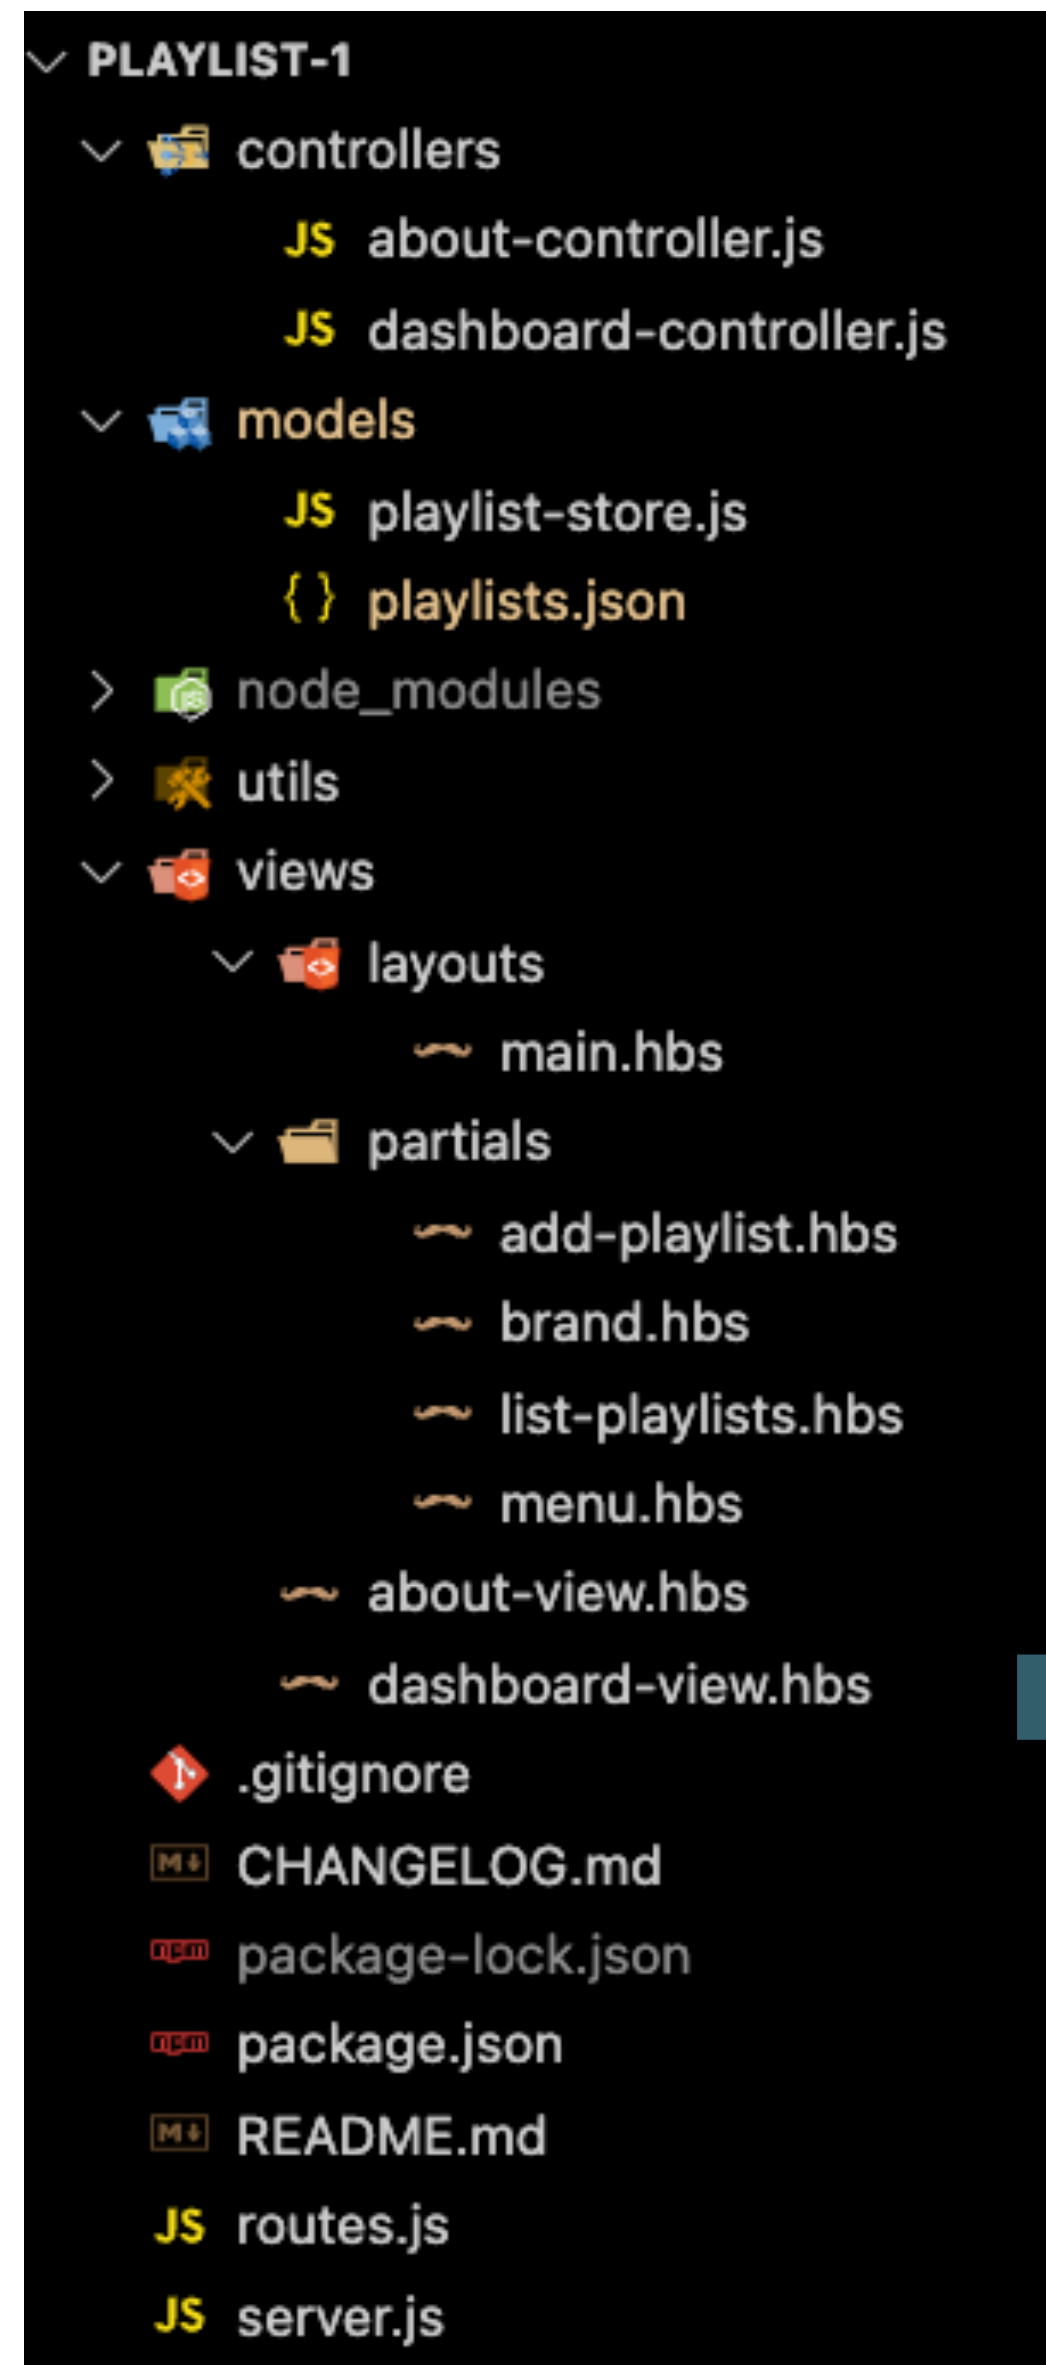 PLAYLIST-1
controllers
JS about-controller.js
JS dashboard-controller.js
models
JS playlist-store.js
{ } playlists.json
node_modules
utils
views
layouts
main.hbs
partials
add-playlist.hbs
brand.hbs
list-playlists.hbs
menu.hbs
about-view.hbs
dashboard-view.hbs
.gitignore
CHANGELOG.md
package-lock.json
package.json
README.md
JS routes.js
JS server.js